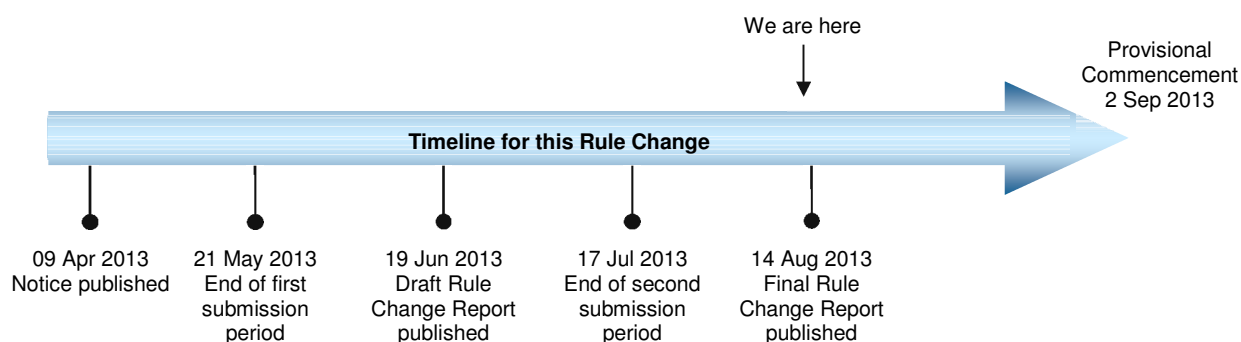 We are here
Provisional
Commencement
2 Sep 2013
Timeline for this Rule Change
09 Apr 2013
Notice published
21 May 2013
End of first
submission
period
19 Jun 2013
Draft Rule
Change Report
published
17 Jul 2013
End of second
submission
period
14 Aug 2013
Final Rule
Change Report
published